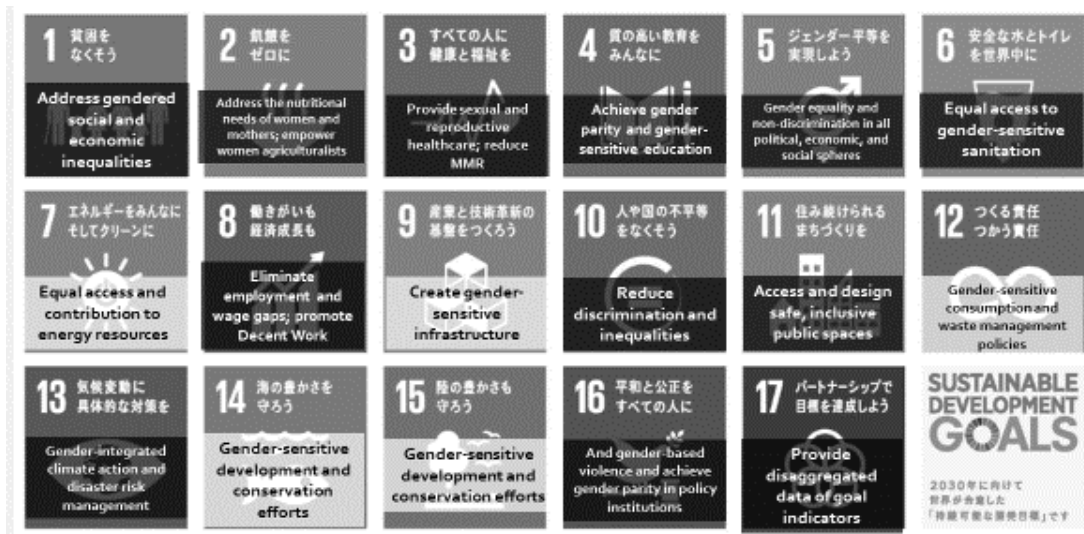 1 貧困を
なくそう
Address gendered
social and
economic
inequalities
2 飢餓を
ゼロに
Address the nutritional
needs of women and
mothers; empower
women agriculturalists
3 すべての人に
健康と福祉を
Provide sexual and
reproductive
healthcare; reduce
MMR
4 質の高い教育を
みんなに
Achieve gender
parity and gender-
sensitive education
5 ジェンダー平等を
実現しよう
Gender equality and
non-discrimination in all
political, economic, and
social spheres
6 安全な水とトイレ
を世界中に
Equal access to
gender-sensitive
sanitation
7 エネルギーをみんなに
そしてクリーンに
Equal access and
contribution to
energy resources
8 働きがいも
経済成長も
Eliminate
employment and
wage gaps; promote
Decent Work
9 産業と技術革新の
基盤をつくろう
Create gender-
sensitive
infrastructure
10 人や国の不平等
をなくそう
Reduce
discrimination and
inequalities
11 住み続けられる
まちづくりを
Access and design
safe, inclusive
public spaces
12 つくる責任
つかう責任
Gender-sensitive
consumption and
waste management
policies
13 気候変動に
具体的な対策を
Gender-integrated
climate action and
disaster risk
management
14 海の豊かさを
守ろう
Gender-sensitive
development and
conservation
efforts
15 陸の豊かさも
守ろう
Gender-sensitive
development and
conservation efforts
16 平和と公正を
すべての人に
And gender-based
violence and achieve
gender parity in policy
institutions
17 パートナーシップで
目標を達成しよう
Provide
disaggregated
data of goal
indicators
SUSTAINABLE
DEVELOPMENT
GOALS
2030年に向けて
世界が合意した
「持続可能な開発目標」です